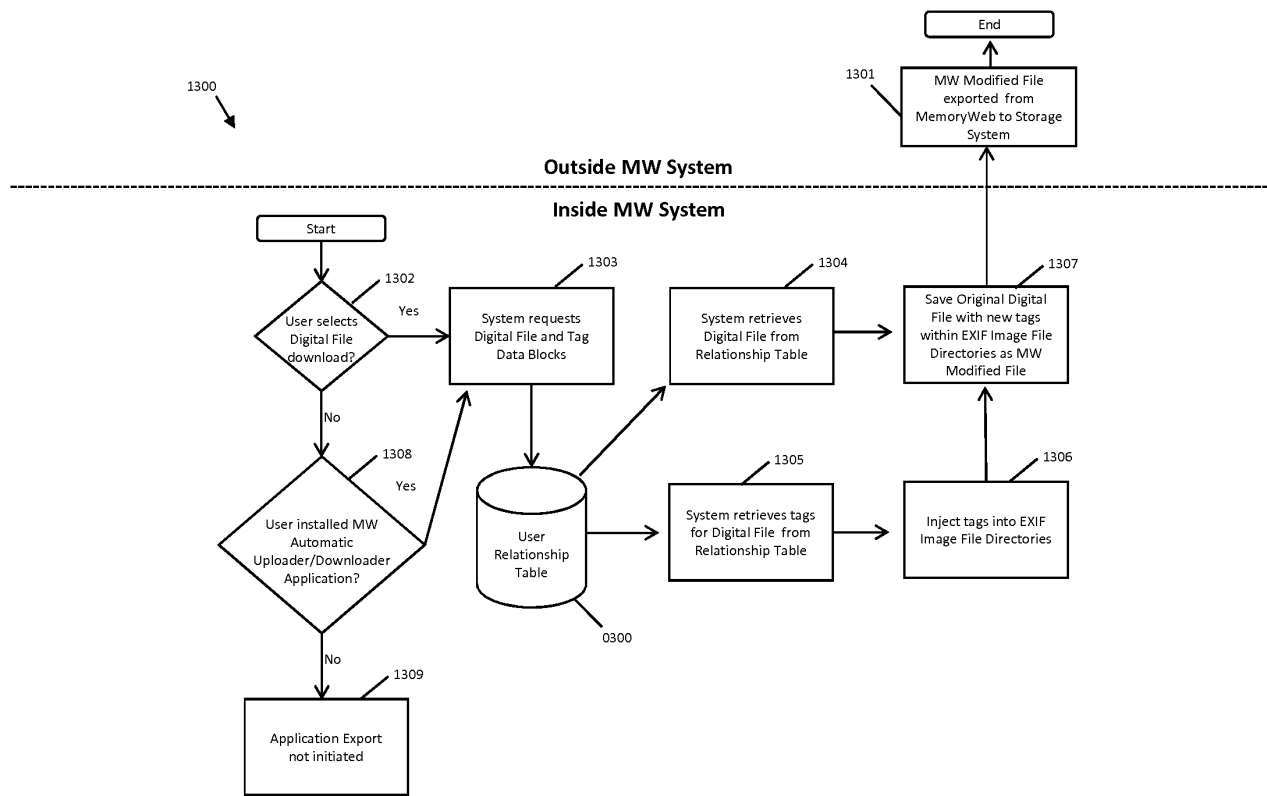 End
1301
MW Modified File
exported from
MemoryWeb to Storage
System
1300
Outside MW System
Inside MW System
Start
1302
User selects
Digital File
download?
Yes
No
1303
System requests
Digital File and Tag
Data Blocks
1304
System retrieves
Digital File from
Relationship Table
1307
Save Original Digital
File with new tags
within EXIF Image File
Directories as MW
Modified File
1308
Yes
User installed MW
Automatic
Uploader/Downloader
Application?
No
User
Relationship
Table
0300
1305
System retrieves tags
for Digital File from
Relationship Table
1306
Inject tags into EXIF
Image File Directories
1309
Application Export
not initiated